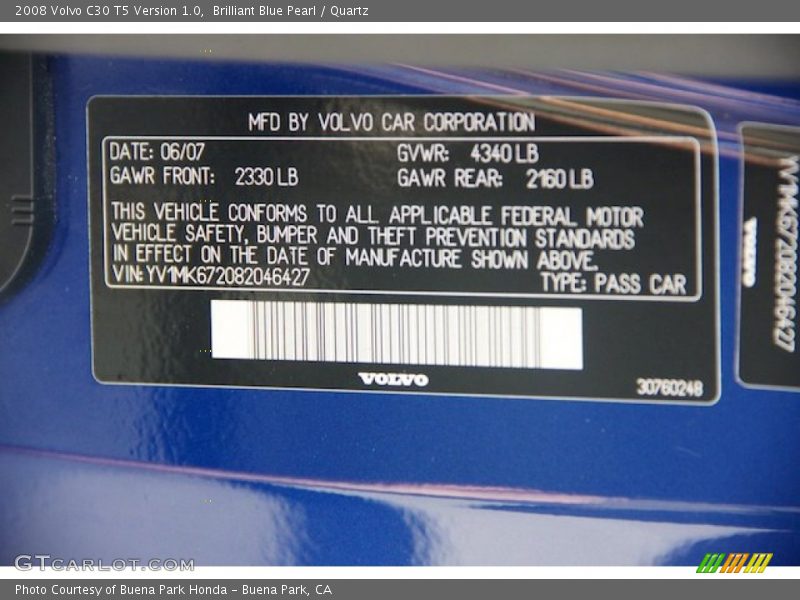 2008 Volvo C30 T5 Version 1.0, Brilliant Blue Pearl / Quartz
MFD BY VOLVO CAR CORPORATION
DATE: 06/07 GVWR: 4340 LB
GAWR FRONT: 2330 LB GAWR REAR: 2160 LB
THIS VEHICLE CONFORMS TO ALL APPLICABLE FEDERAL MOTOR
VEHICLE SAFETY, BUMPER AND THEFT PREVENTION STANDARDS
IN EFFECT ON THE DATE OF MANUFACTURE SHOWN ABOVE.
VIN: YV1MK672082046427 TYPE: PASS CAR
VOLVO
30760248
YV1MK672082046427
VOLVO
GTCARLOT.COM
Photo Courtesy of Buena Park Honda - Buena Park, CA